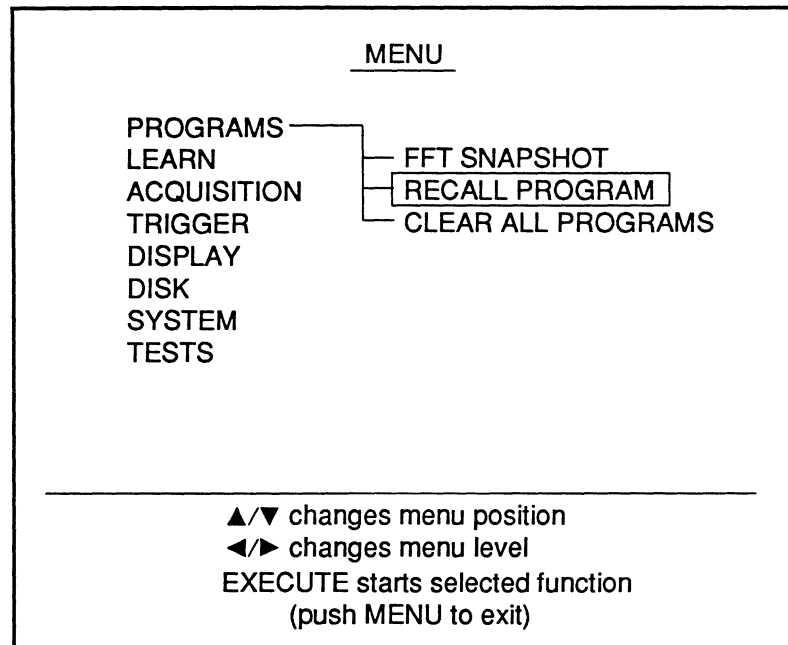 MENU
PROGRAMS
LEARN
ACQUISITION
TRIGGER
DISPLAY
DISK
SYSTEM
TESTS
FFT SNAPSHOT
RECALL PROGRAM
CLEAR ALL PROGRAMS
▲/▼ changes menu position
◄/► changes menu level
EXECUTE starts selected function
(push MENU to exit)